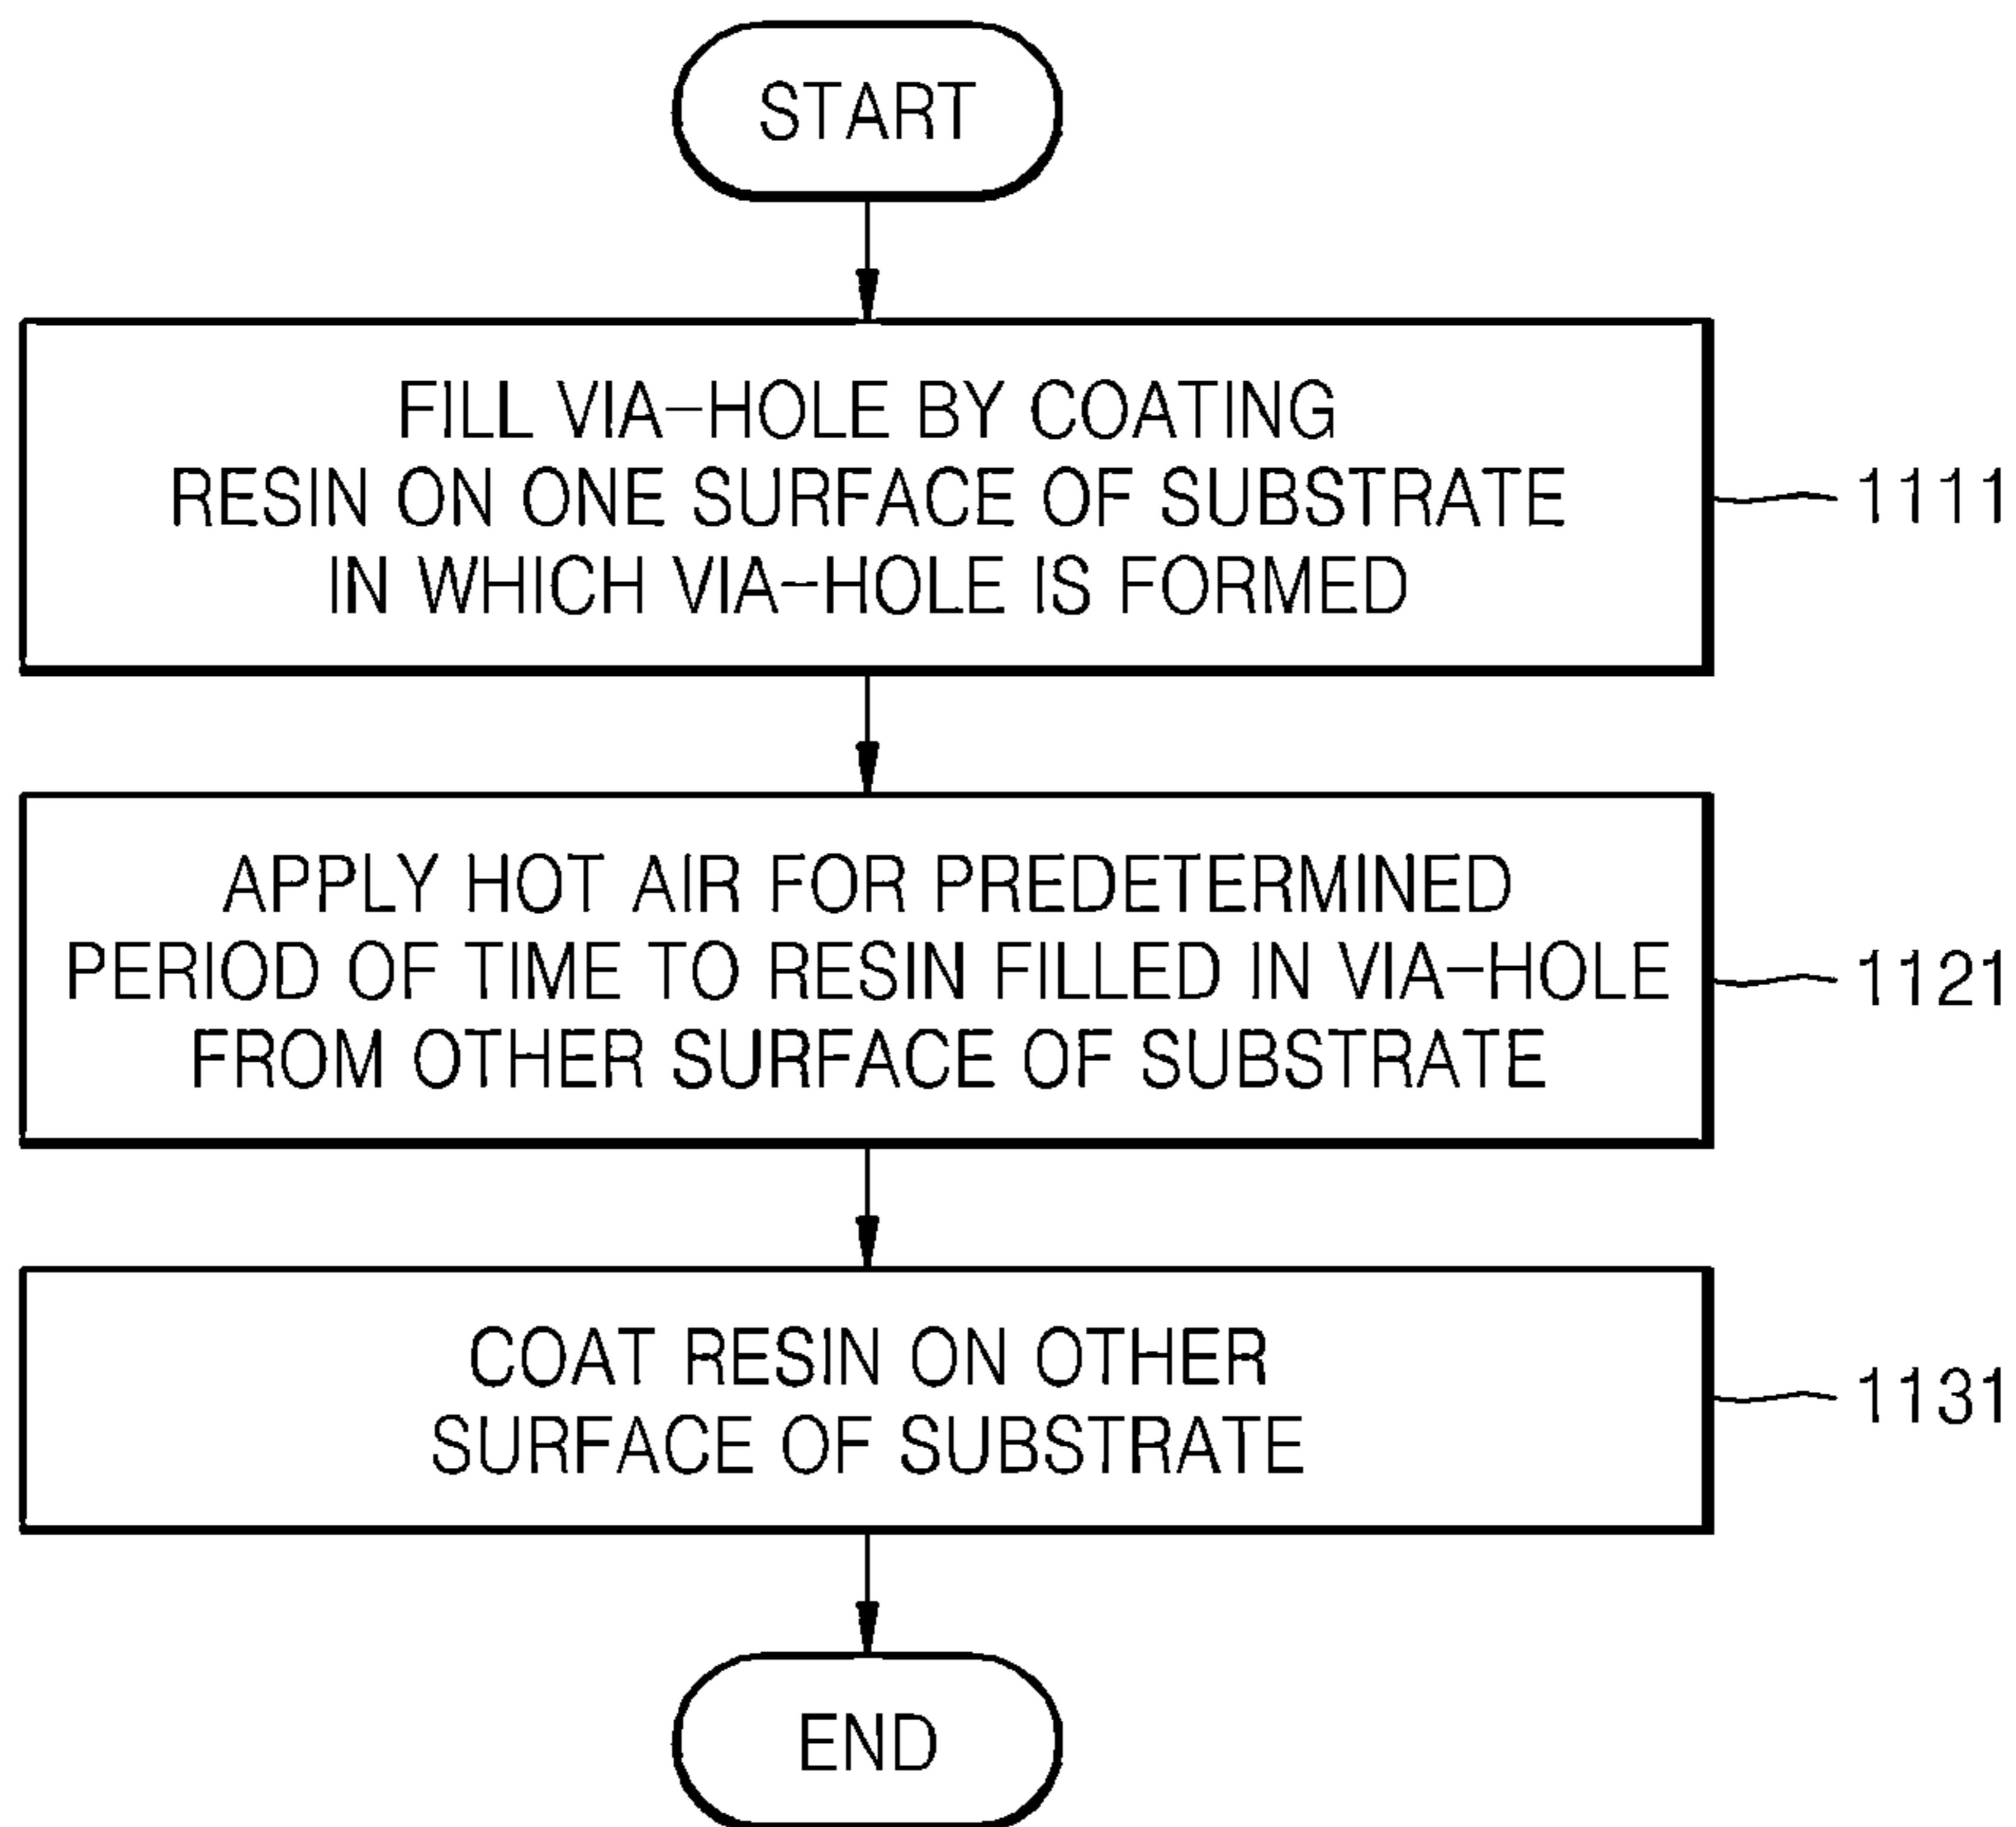 START
FILL VIA-HOLE BY COATING
RESIN ON ONE SURFACE OF SUBSTRATE
IN WHICH VIA-HOLE IS FORMED
1111
APPLY HOT AIR FOR PREDETERMINED
PERIOD OF TIME TO RESIN FILLED IN VIA-HOLE
FROM OTHER SURFACE OF SUBSTRATE
1121
COAT RESIN ON OTHER
SURFACE OF SUBSTRATE
1131
END